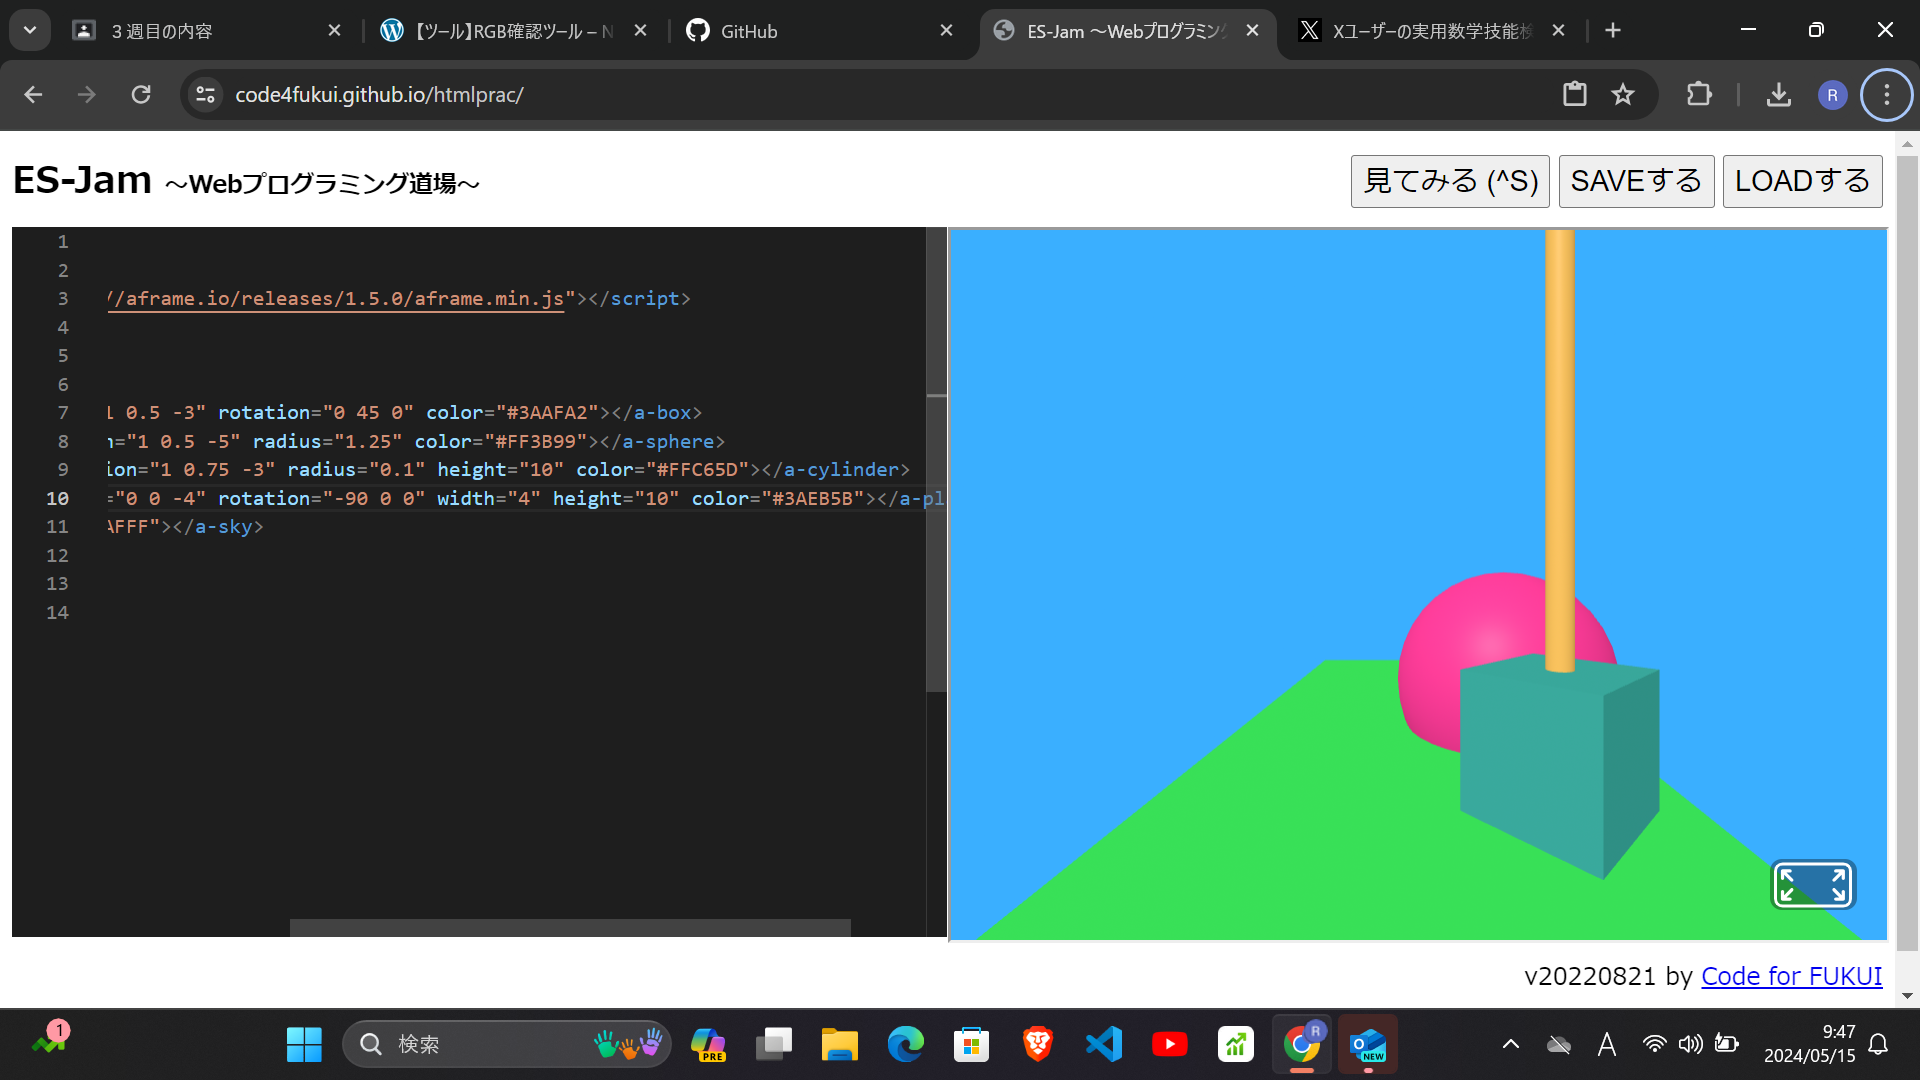 3 週目の内容
【ツール】RGB確認ツール – N
GitHub
ES-Jam ～Webプログラミング
Xユーザーの実用数学技能検
code4fukui.github.io/htmlprac/
R
ES-Jam ～Webプログラミング道場～
見てみる (^S)
SAVEする
LOADする
1
2
3 //aframe.io/releases/1.5.0/aframe.min.js"></script>
4
5
6
7 1 0.5 -3" rotation="0 45 0" color="#3AAFA2"></a-box>
8 n="1 0.5 -5" radius="1.25" color="#FF3B99"></a-sphere>
9 ion="1 0.75 -3" radius="0.1" height="10" color="#FFC65D"></a-cylinder>
10 ="0 0 -4" rotation="-90 0 0" width="4" height="10" color="#3AEB5B"></a-pl
11 AFFF"></a-sky>
12
13
14
v20220821 by Code for FUKUI
1
検索
PRE
R
NEW
A
9:47
2024/05/15